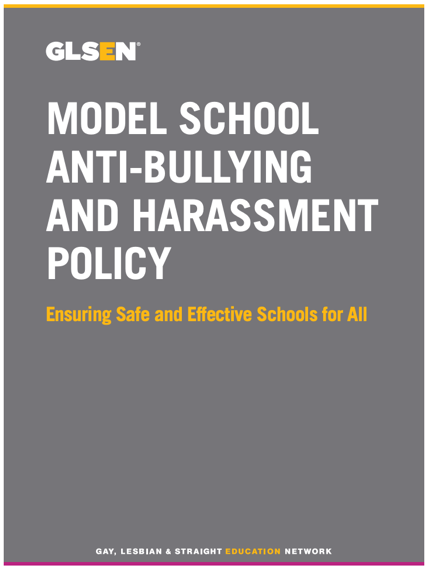 GLSEN®
MODEL SCHOOL
ANTI-BULLYING
AND HARASSMENT
POLICY
Ensuring Safe and Effective Schools for All
GAY, LESBIAN & STRAIGHT EDUCATION NETWORK